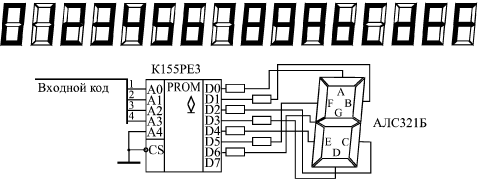 0123456789AbcdEF
К155РЕ3
Входной код
1 A0 PROM D0
2 A1 D1
3 A2 D2
4 A3 D3
A4 D4
CS D5
D6
D7
A
F B
G
E C
D
АЛС321Б